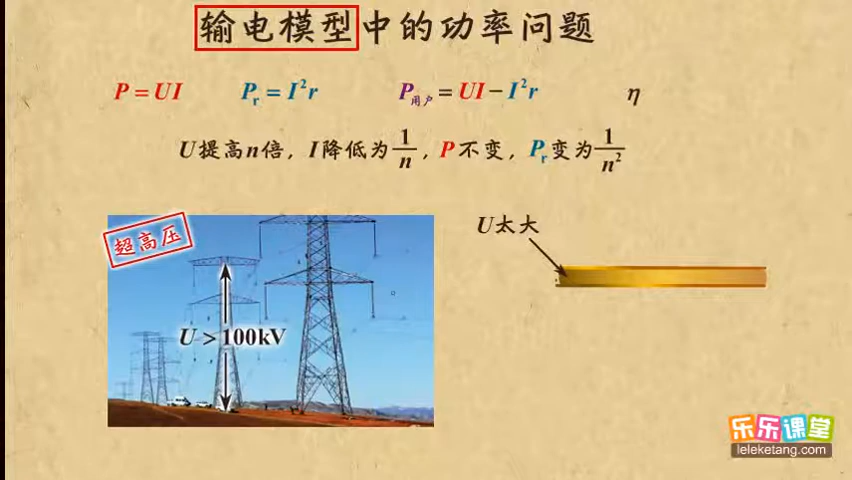 输电模型中的功率问题
P = UI Pr = I²r P用户 = UI − I²r η
U提高n倍，I降低为1/n，P不变，Pr变为1/n²
超高压
U太大
U > 100kV
乐乐课堂
leleketang.com